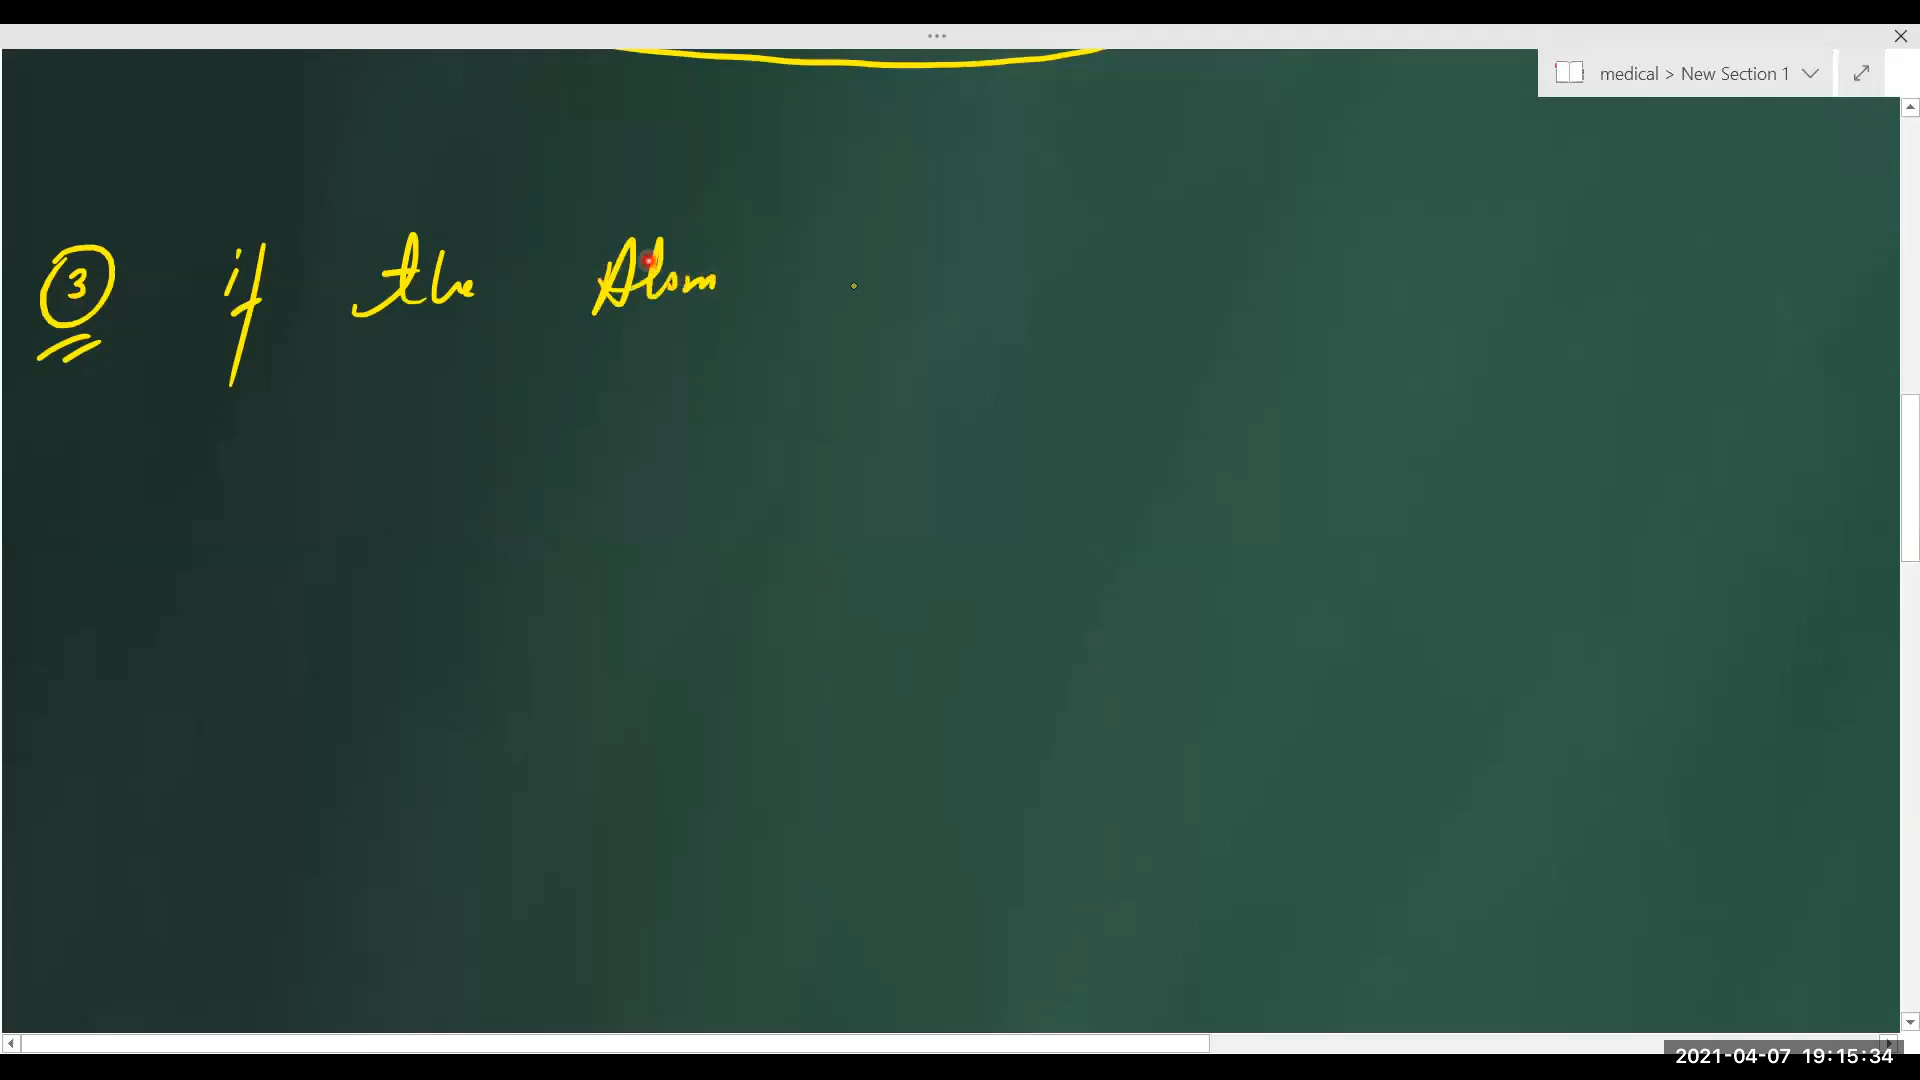 medical > New Section 1
③ if the Atom
2021-04-07 19:15:34